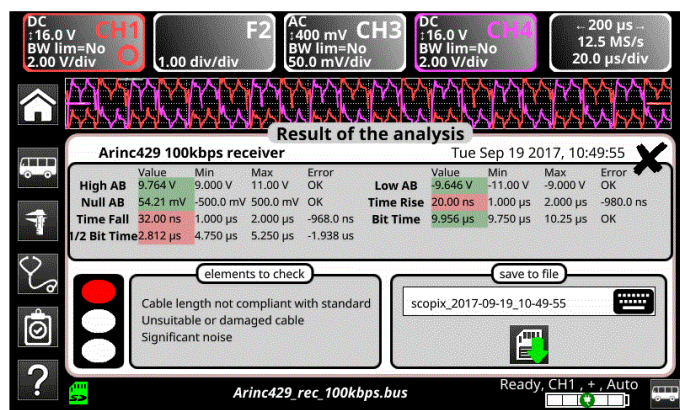 DC
↕16.0 V CH1
BW lim=No
2.00 V/div
F2
1.00 div/div
AC
↕400 mV CH3
BW lim=No
50.0 mV/div
DC
↕16.0 V CH4
BW lim=No
2.00 V/div
←200 µs→
12.5 MS/s
20.0 µs/div
Result of the analysis
Arinc429 100kbps receiver Tue Sep 19 2017, 10:49:55
Value Min Max Error Value Min Max Error
High AB 9.764 V 9.000 V 11.00 V OK Low AB -9.646 V -11.00 V -9.000 V OK
Null AB 54.21 mV -500.0 mV 500.0 mV OK Time Rise 20.00 ns 1.000 µs 2.000 µs -980.0 ns
Time Fall 32.00 ns 1.000 µs 2.000 µs -968.0 ns Bit Time 9.956 µs 9.750 µs 10.25 µs OK
1/2 Bit Time 2.812 µs 4.750 µs 5.250 µs -1.938 us
elements to check
Cable length not compliant with standard
Unsuitable or damaged cable
Significant noise
save to file
scopix_2017-09-19_10-49-55
?
Arinc429_rec_100kbps.bus
Ready, CH1 , + , Auto